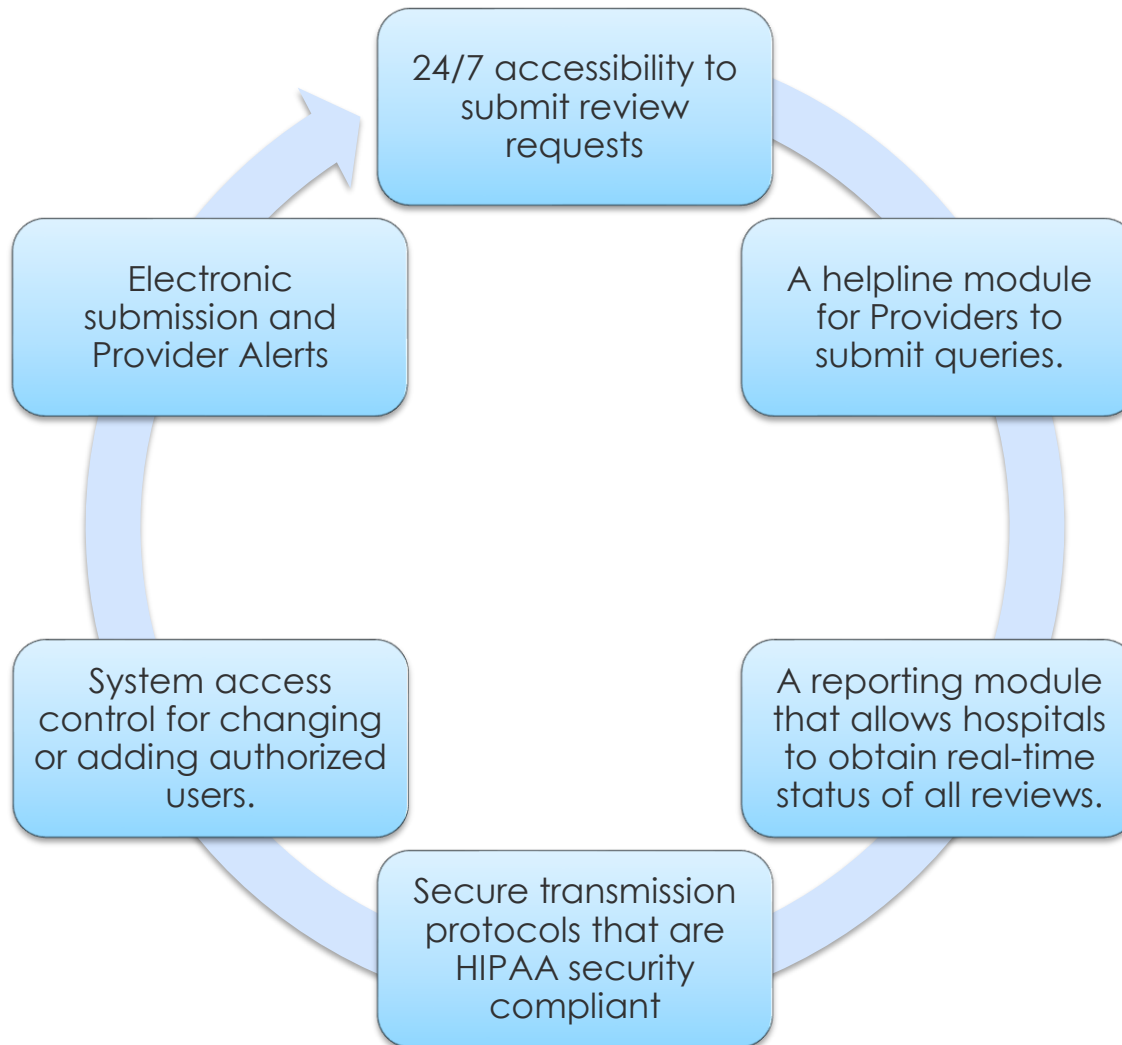 24/7 accessibility to
submit review
requests
A helpline module
for Providers to
submit queries.
A reporting module
that allows hospitals
to obtain real-time
status of all reviews.
Secure transmission
protocols that are
HIPAA security
compliant
System access
control for changing
or adding authorized
users.
Electronic
submission and
Provider Alerts